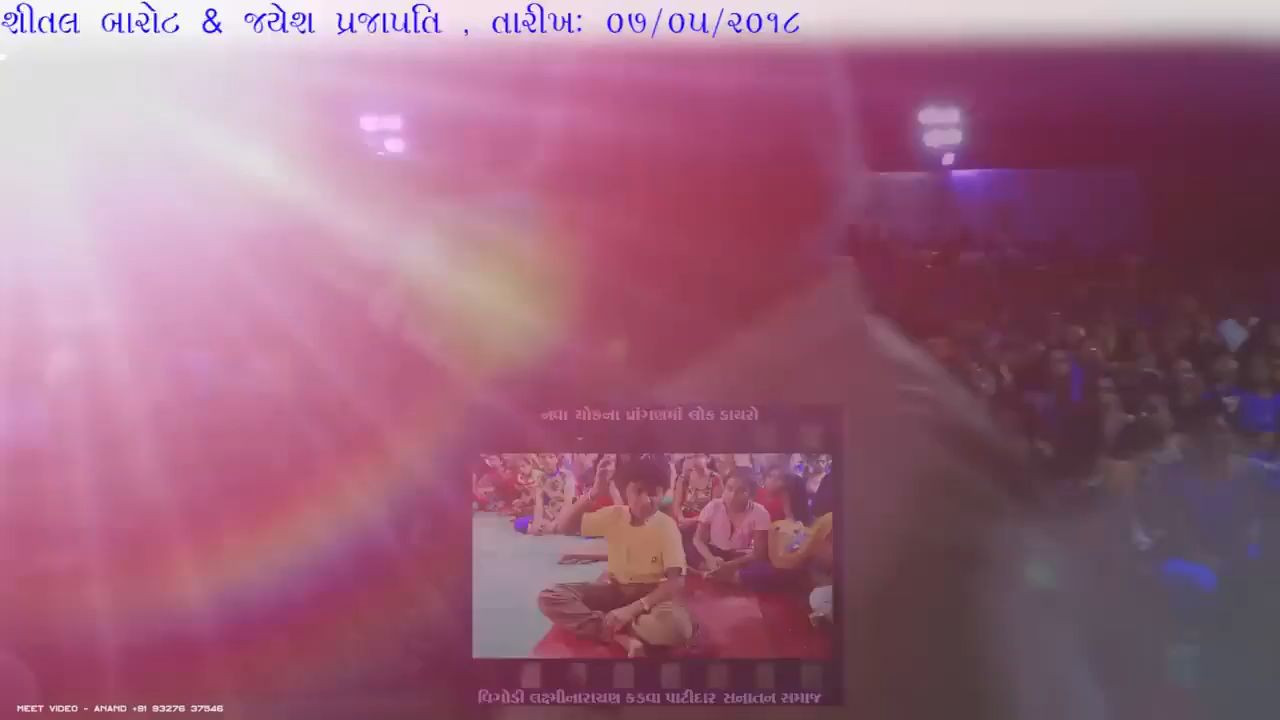 શીતલ બારોટ & જયેશ પ્રજાપતિ , તારીખઃ ૦૭/૦૫/૨૦૧૮
નવા ચોકના પ્રાંગણમાં લોક ડાયરો
વિગોડી લક્ષ્મીનારાયણ કડવા પાટીદાર સનાતન સમાજ
MEET VIDEO - ANAND +91 93276 37546